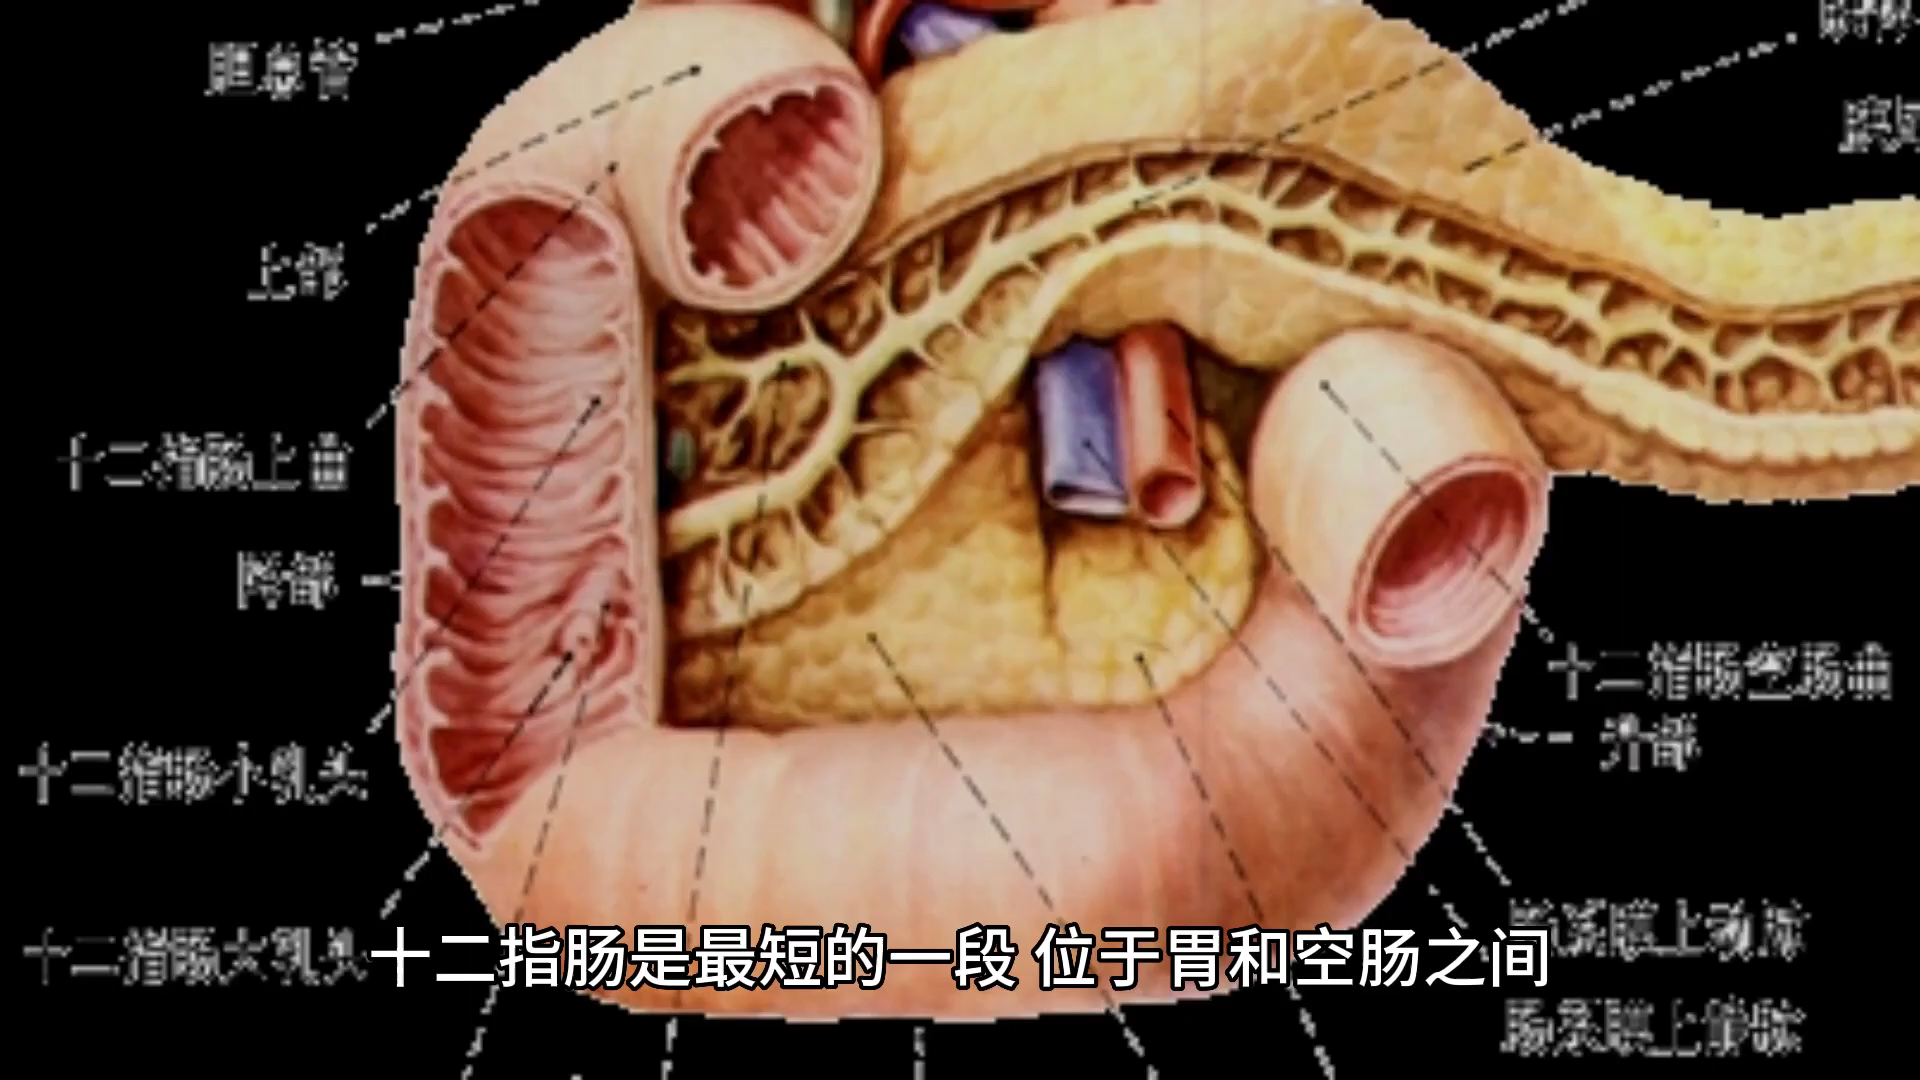 胆总管
上部
十二指肠上曲
降部
十二指肠空肠曲
升部
十二指肠小乳头
十二指肠大乳头
十二指肠是最短的一段 位于胃和空肠之间
肠系膜上动脉
肠系膜上静脉